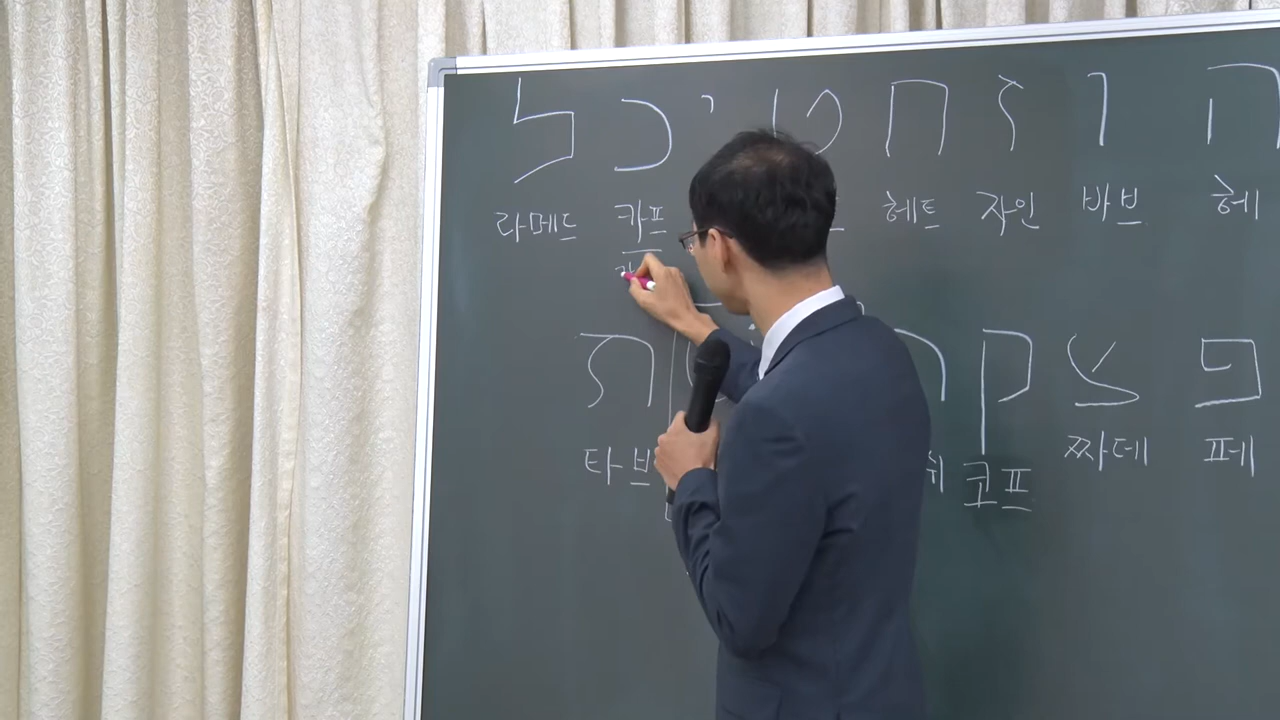 ל כ י ט ח ז ו ה
라메드 카프 헤트 자인 바브 헤
ת ק צ פ
타브 코프 짜데 페